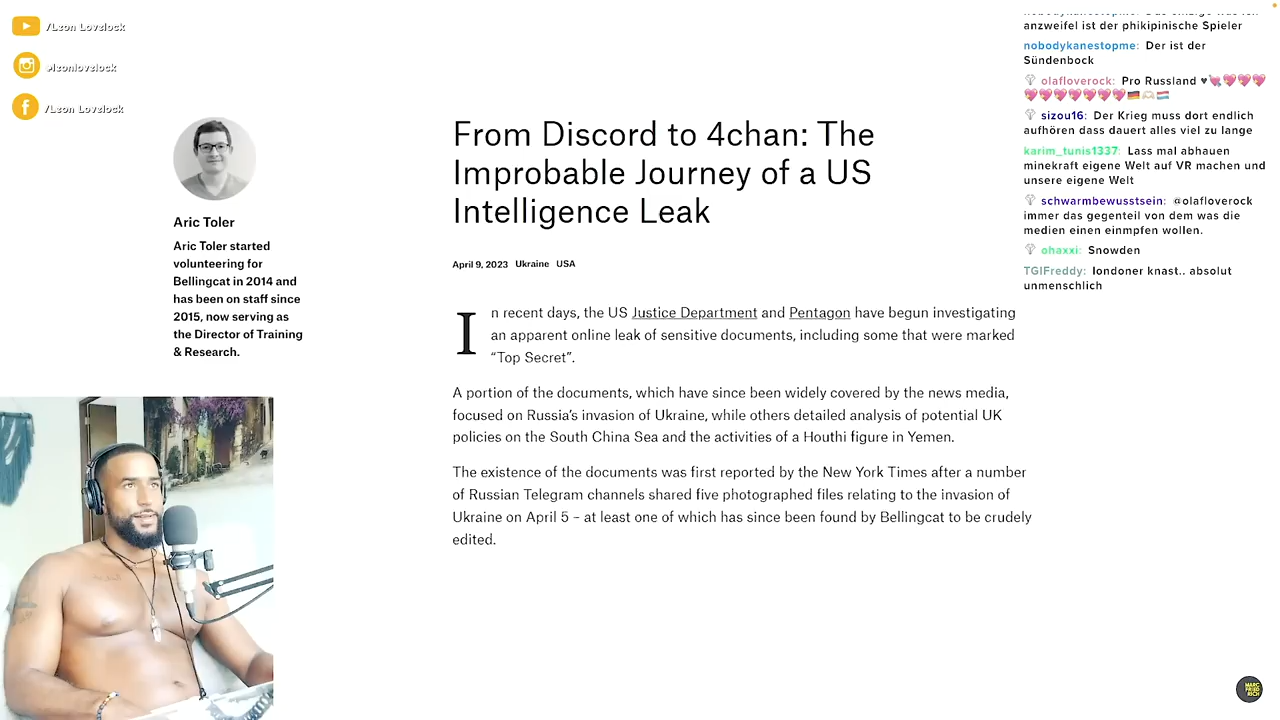 /Leon Lovelock
#leonlovelock
/Leon Lovelock
Aric Toler
Aric Toler started
volunteering for
Bellingcat in 2014 and
has been on staff since
2015, now serving as
the Director of Training
& Research.
From Discord to 4chan: The
Improbable Journey of a US
Intelligence Leak
April 9, 2023 Ukraine USA
In recent days, the US Justice Department and Pentagon have begun investigating
an apparent online leak of sensitive documents, including some that were marked
“Top Secret”.
A portion of the documents, which have since been widely covered by the news media,
focused on Russia’s invasion of Ukraine, while others detailed analysis of potential UK
policies on the South China Sea and the activities of a Houthi figure in Yemen.
The existence of the documents was first reported by the New York Times after a number
of Russian Telegram channels shared five photographed files relating to the invasion of
Ukraine on April 5 – at least one of which has since been found by Bellingcat to be crudely
edited.
anzweifel ist der phikipinische Spieler
nobodykanestopme: Der ist der
Sündenbock
olafloverock: Pro Russland ♥💘💖💖💖
💖💖💖💖💖💖🇩🇪🫶🏻🇳🇱
sizou16: Der Krieg muss dort endlich
aufhören dass dauert alles viel zu lange
karim_tunis1337: Lass mal abhauen
minekraft eigene Welt auf VR machen und
unsere eigene Welt
schwarmbewusstsein: @olafloverock
immer das gegenteil von dem was die
medien einen einmpfen wollen.
ohaxxi: Snowden
TGIFreddy: londoner knast.. absolut
unmenschlich
MARC
FRIED
RICH